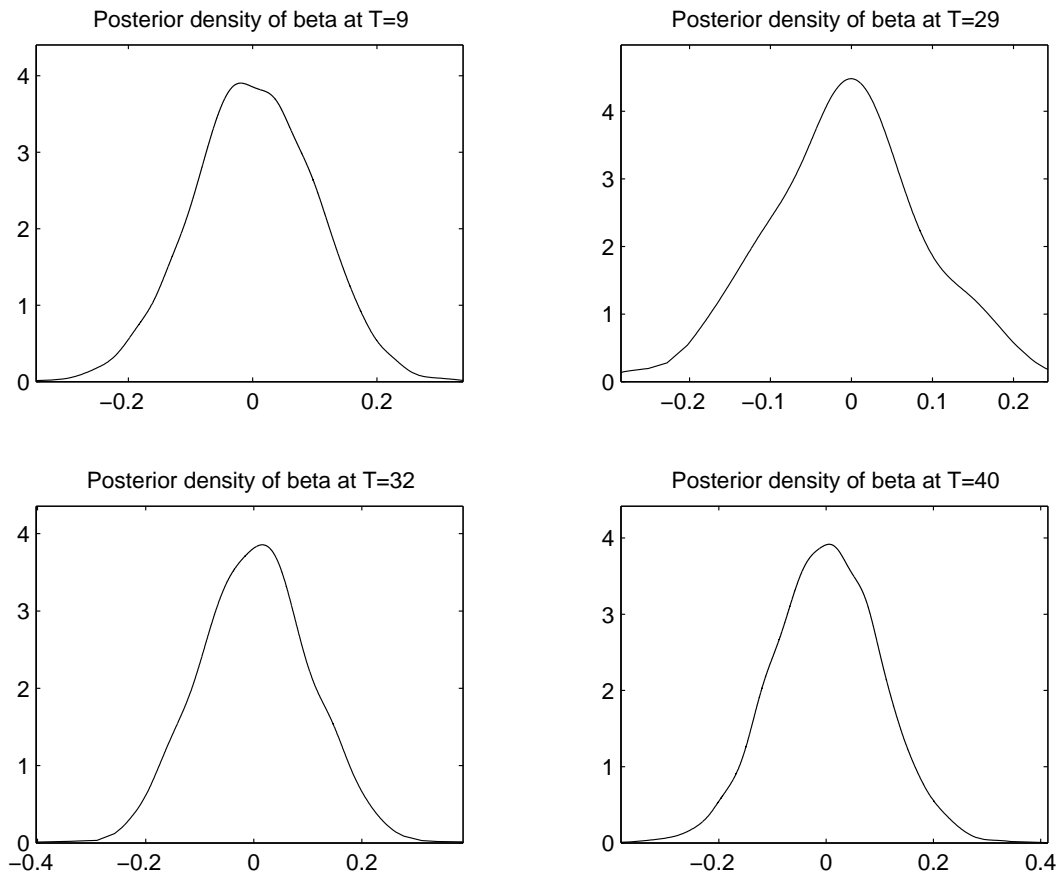 Posterior density of beta at T=9
4
3
2
1
0
−0.2 0 0.2
Posterior density of beta at T=29
4
3
2
1
0
−0.2 −0.1 0 0.1 0.2
Posterior density of beta at T=32
4
3
2
1
0
−0.4 −0.2 0 0.2
Posterior density of beta at T=40
4
3
2
1
0
−0.2 0 0.2 0.4